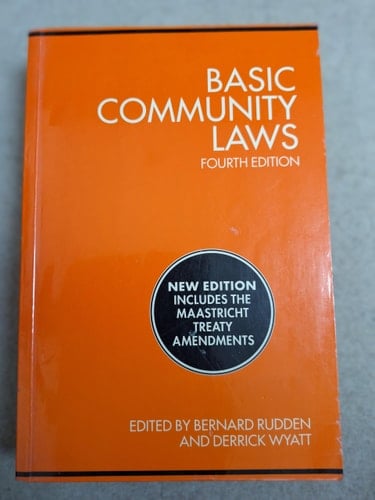 BASIC
COMMUNITY
LAWS
FOURTH EDITION
NEW EDITION
INCLUDES THE
MAASTRICHT
TREATY
AMENDMENTS
EDITED BY BERNARD RUDDEN
AND DERRICK WYATT